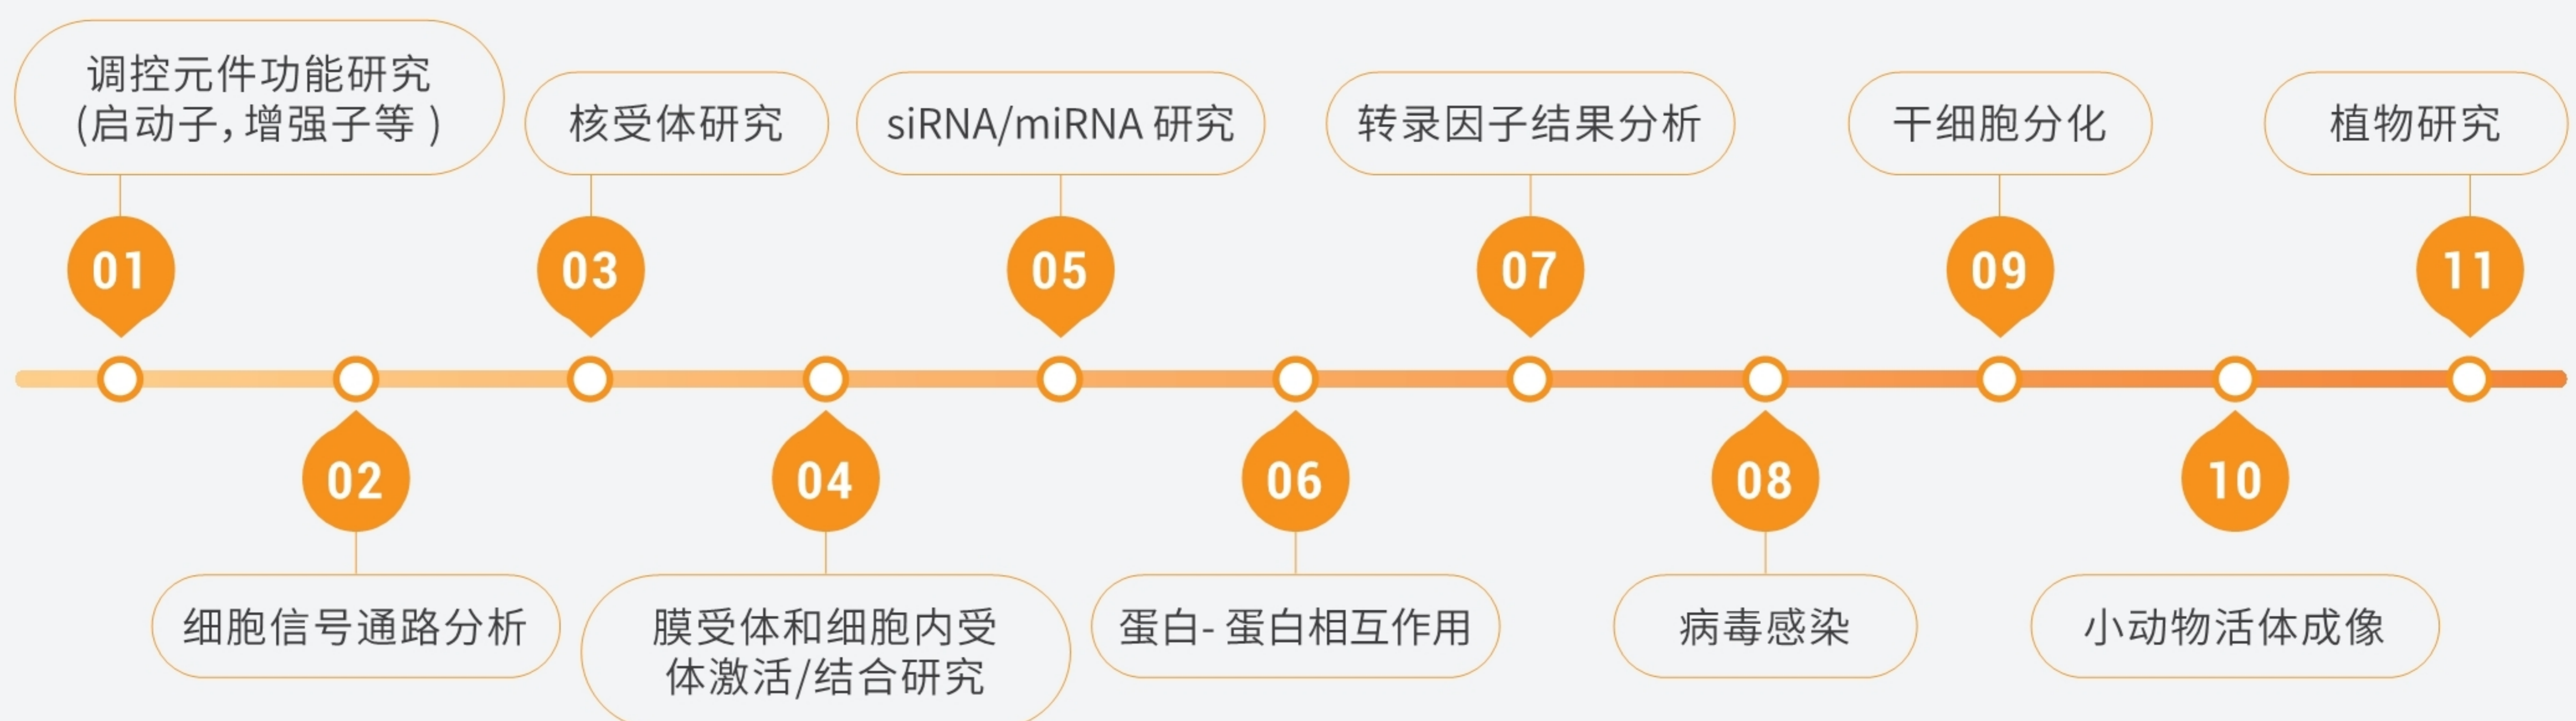 调控元件功能研究
(启动子,增强子等 )
核受体研究
siRNA/miRNA 研究
转录因子结果分析
干细胞分化
植物研究
01
03
05
07
09
11
02
04
06
08
10
细胞信号通路分析
膜受体和细胞内受
体激活/结合研究
蛋白- 蛋白相互作用
病毒感染
小动物活体成像